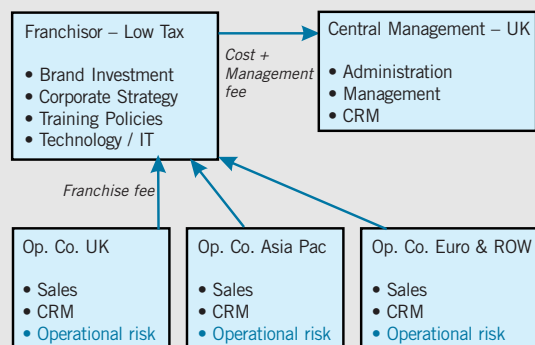 Franchisor – Low Tax
• Brand Investment
• Corporate Strategy
• Training Policies
• Technology / IT
Cost +
Management
fee
Central Management – UK
• Administration
• Management
• CRM
Franchise fee
Op. Co. UK
• Sales
• CRM
• Operational risk
Op. Co. Asia Pac
• Sales
• CRM
• Operational risk
Op. Co. Euro & ROW
• Sales
• CRM
• Operational risk